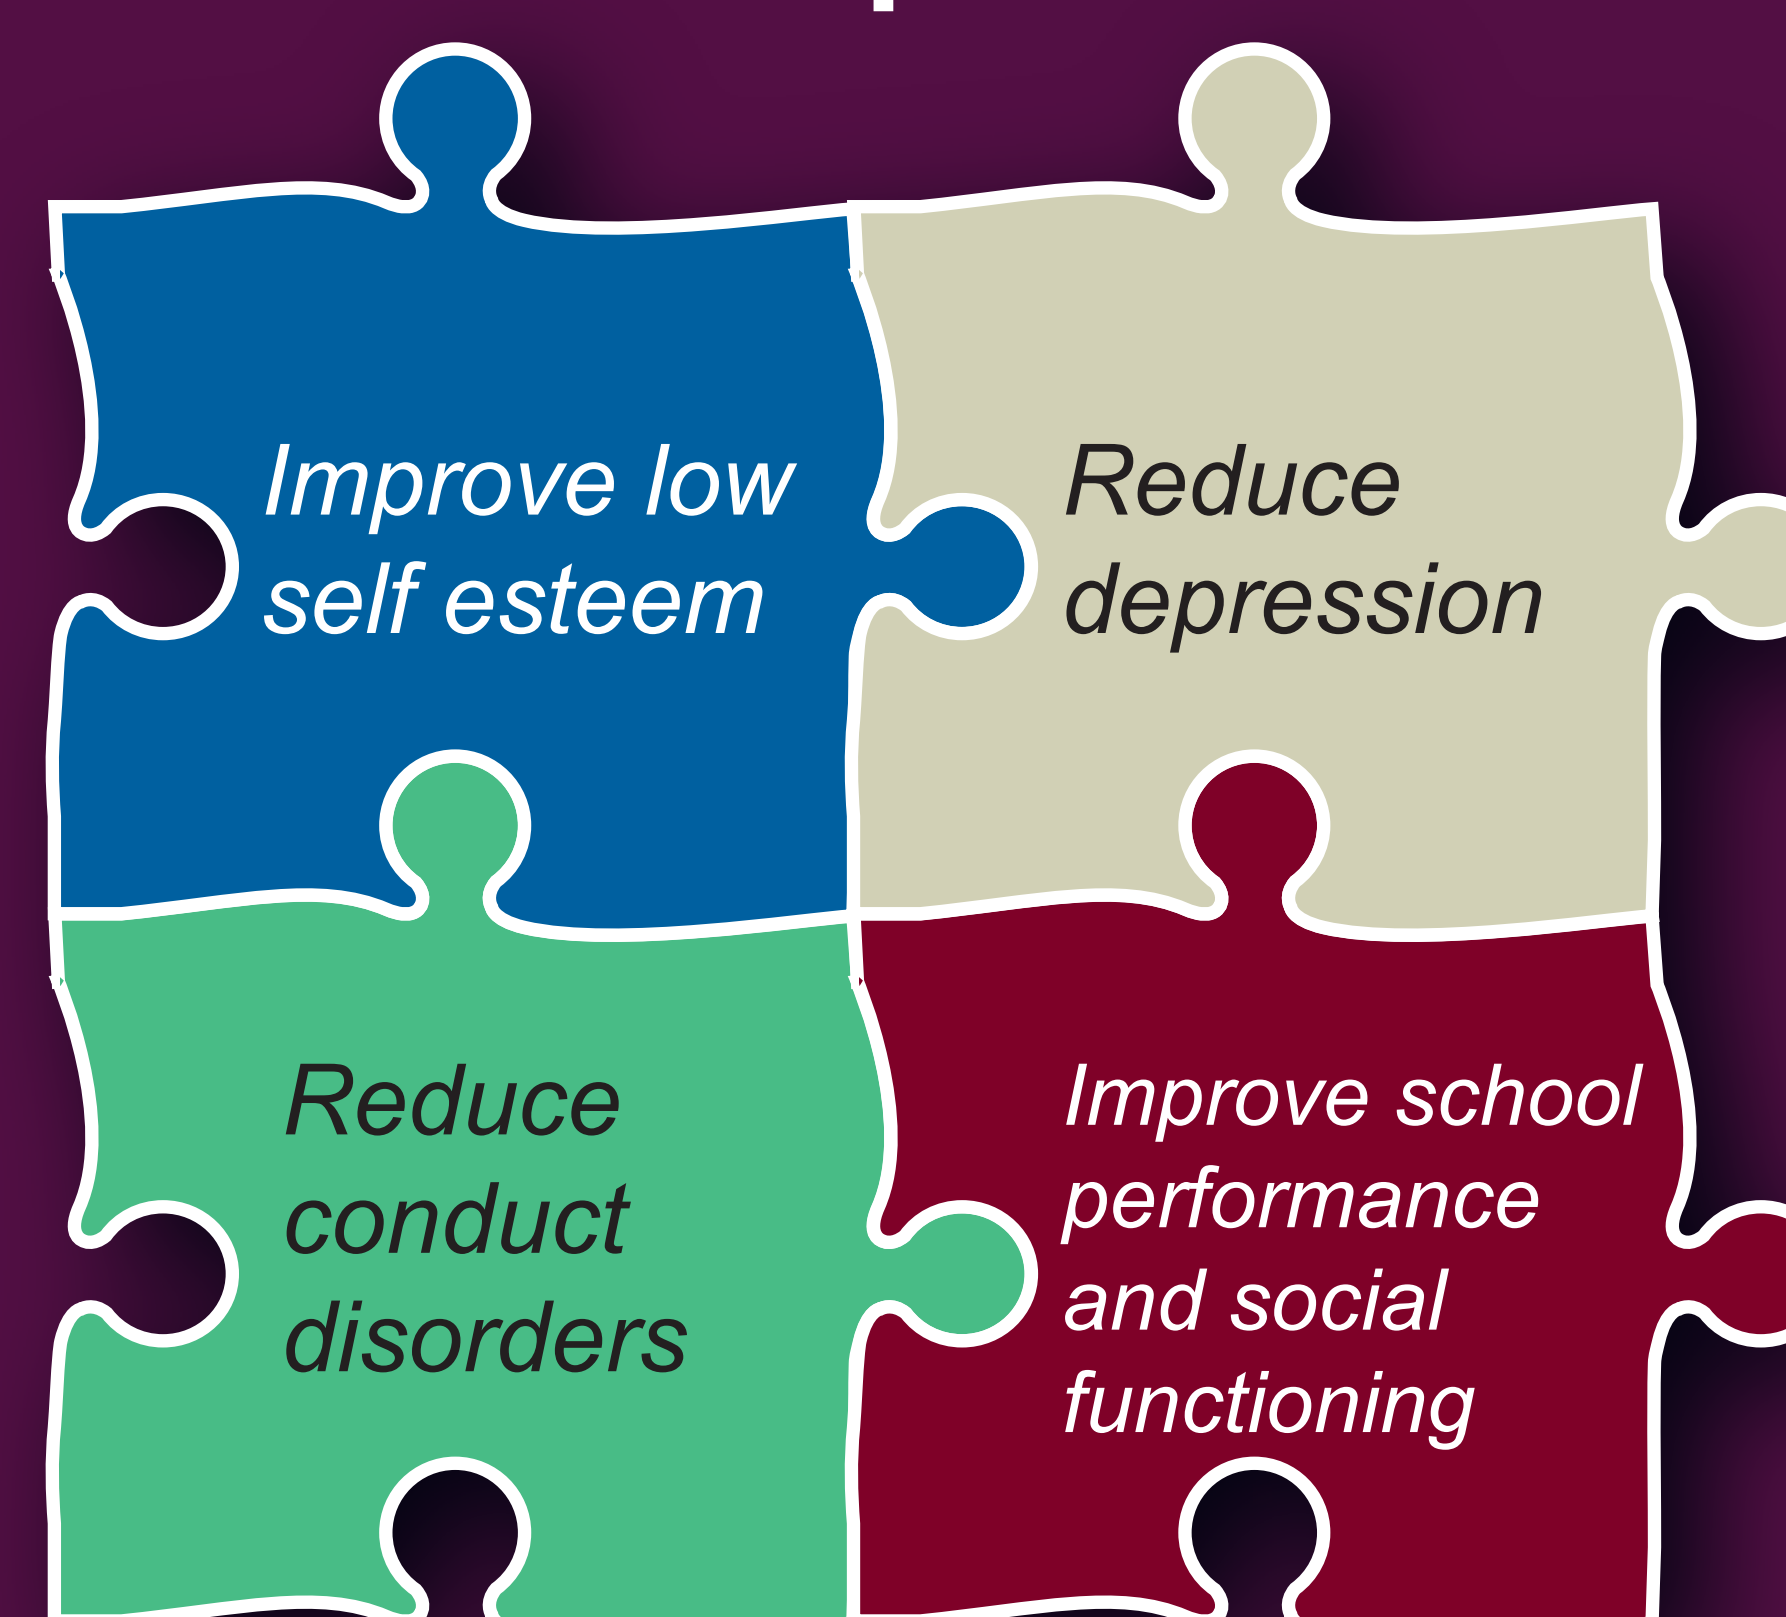 Improve low
self esteem
Reduce
depression
Reduce
conduct
disorders
Improve school
performance
and social
functioning